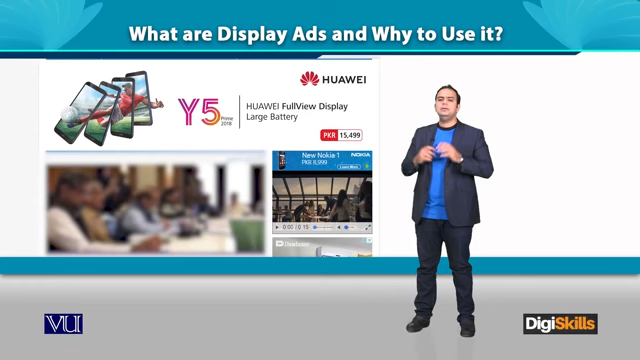 What are Display Ads and Why to Use it?
HUAWEI
Y5 Prime 2018
HUAWEI FullView Display
Large Battery
PKR 15,499
New Nokia 1
PKR 8,999
NOKIA
Learn More
0:00 / 0:15
VU
DigiSkills